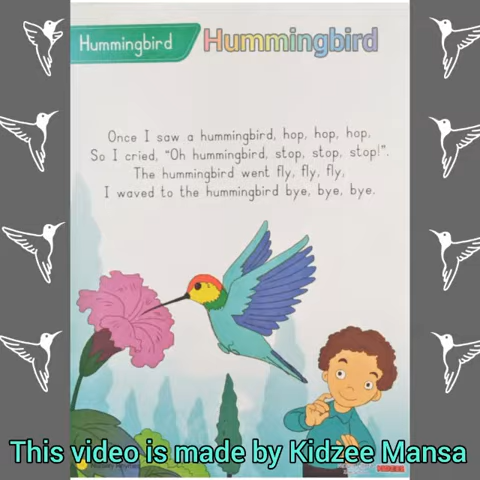 Hummingbird
Hummingbird
Once I saw a hummingbird, hop, hop, hop.
So I cried, "Oh hummingbird, stop, stop, stop!".
The hummingbird went fly, fly, fly,
I waved to the hummingbird bye, bye, bye.
This video is made by Kidzee Mansa